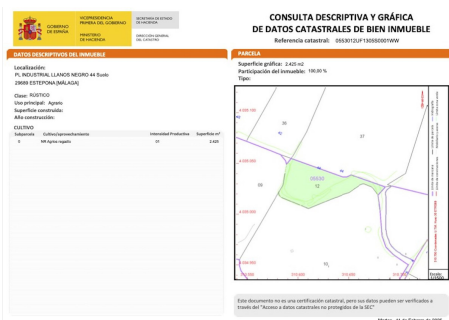 GOBIERNO
DE ESPAÑA
VICEPRESIDENCIA
PRIMERA DEL GOBIERNO
MINISTERIO
DE HACIENDA
SECRETARÍA DE ESTADO
DE HACIENDA
DIRECCIÓN GENERAL
DEL CATASTRO
CONSULTA DESCRIPTIVA Y GRÁFICA
DE DATOS CATASTRALES DE BIEN INMUEBLE
Referencia catastral: 0553012UF1305S0001WW
DATOS DESCRIPTIVOS DEL INMUEBLE
Localización:
PL INDUSTRIAL LLANOS NEGRO 44 Suelo
29689 ESTEPONA [MÁLAGA]
Clase: RÚSTICO
Uso principal: Agrario
Superficie construida:
Año construcción:
CULTIVO
Subparcela Cultivo/aprovechamiento Intensidad Productiva Superficie m²
0 NR Agrios regadío 01 2.425
PARCELA
Superficie gráfica: 2.425 m2
Participación del inmueble: 100,00 %
Tipo:
37
09
12
Este documento no es una certificación catastral, pero sus datos pueden ser verificados a
través del "Acceso a datos catastrales no protegidos de la SEC"